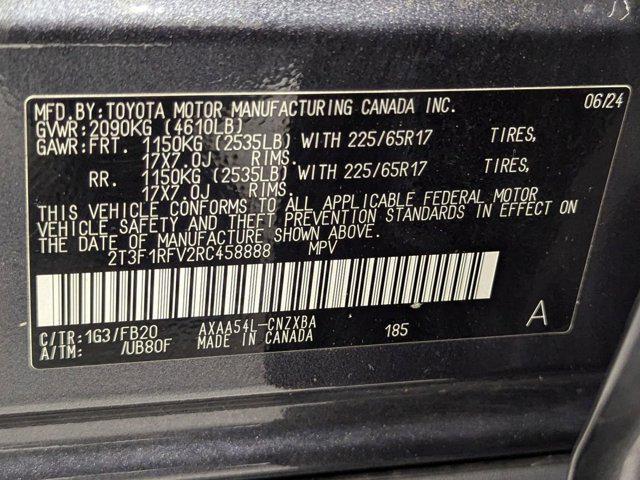 MFD.BY:TOYOTA MOTOR MANUFACTURING CANADA INC. 06/24
GVWR:2090KG (4610LB)
GAWR:FRT. 1150KG (2535LB) WITH 225/65R17 TIRES,
17X7.0J RIMS.
RR. 1150KG (2535LB) WITH 225/65R17 TIRES,
17X7.0J RIMS.
THIS VEHICLE CONFORMS TO ALL APPLICABLE FEDERAL MOTOR
VEHICLE SAFETY AND THEFT PREVENTION STANDARDS IN EFFECT ON
THE DATE OF MANUFACTURE SHOWN ABOVE.
2T3F1RFV2RC458888 MPV
C/TR:1G3/FB20 AXAA54L-CNZXBA 185 A
A/TM: /UB80F MADE IN CANADA